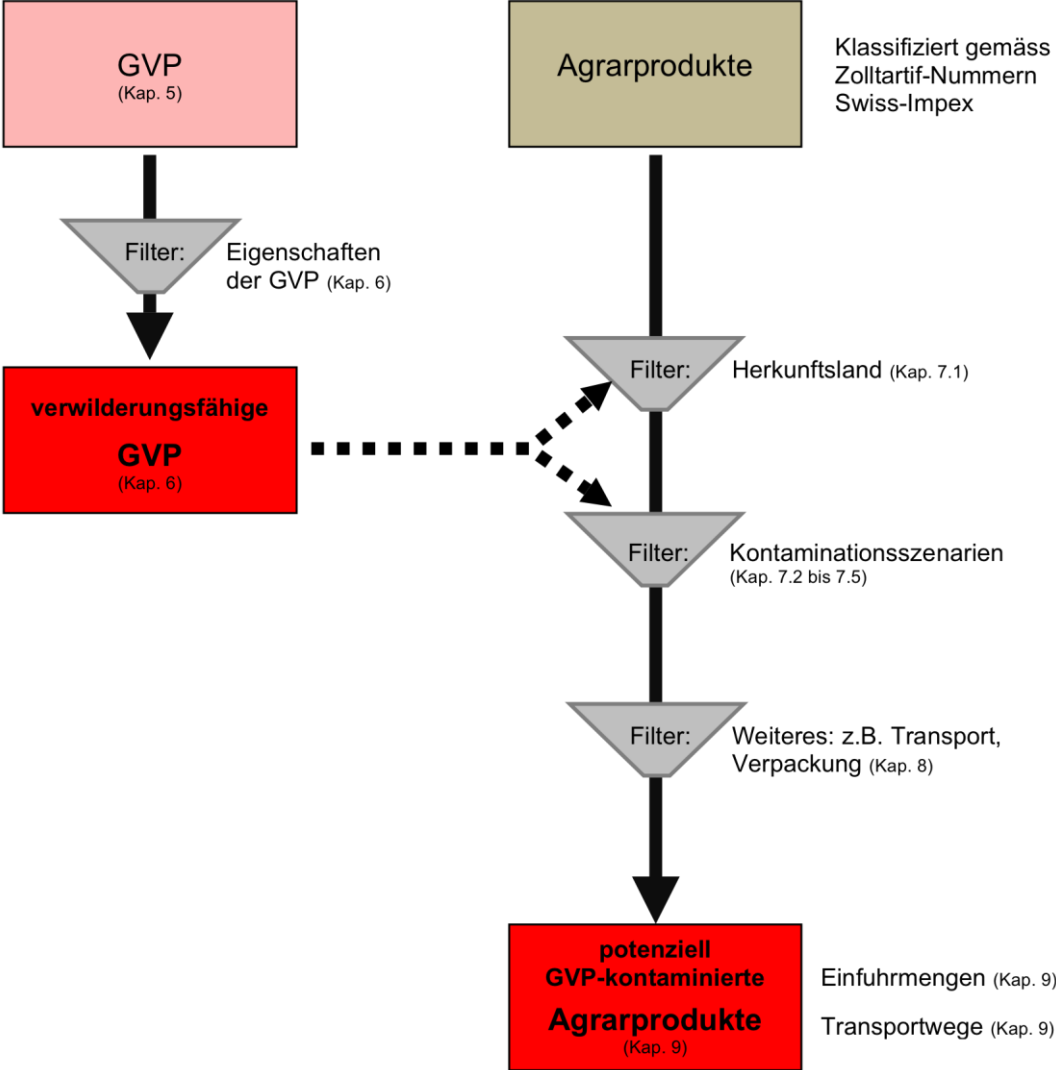 GVP
(Kap. 5)
Agrarprodukte
Klassifiziert gemäss
Zolltartif-Nummern
Swiss-Impex
Filter:
Eigenschaften
der GVP (Kap. 6)
verwilderungsfähige
GVP
(Kap. 6)
Filter:
Herkunftsland (Kap. 7.1)
Filter:
Kontaminationsszenarien
(Kap. 7.2 bis 7.5)
Filter:
Weiteres: z.B. Transport,
Verpackung (Kap. 8)
potenziell
GVP-kontaminierte
Agrarprodukte
(Kap. 9)
Einfuhrmengen (Kap. 9)
Transportwege (Kap. 9)